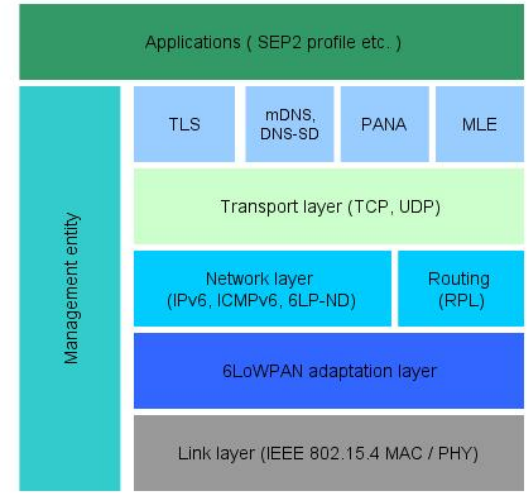 Applications ( SEP2 profile etc. )
Management entity
TLS
mDNS,
DNS-SD
PANA
MLE
Transport layer (TCP, UDP)
Network layer
(IPv6, ICMPv6, 6LP-ND)
Routing
(RPL)
6LoWPAN adaptation layer
Link layer (IEEE 802.15.4 MAC / PHY)